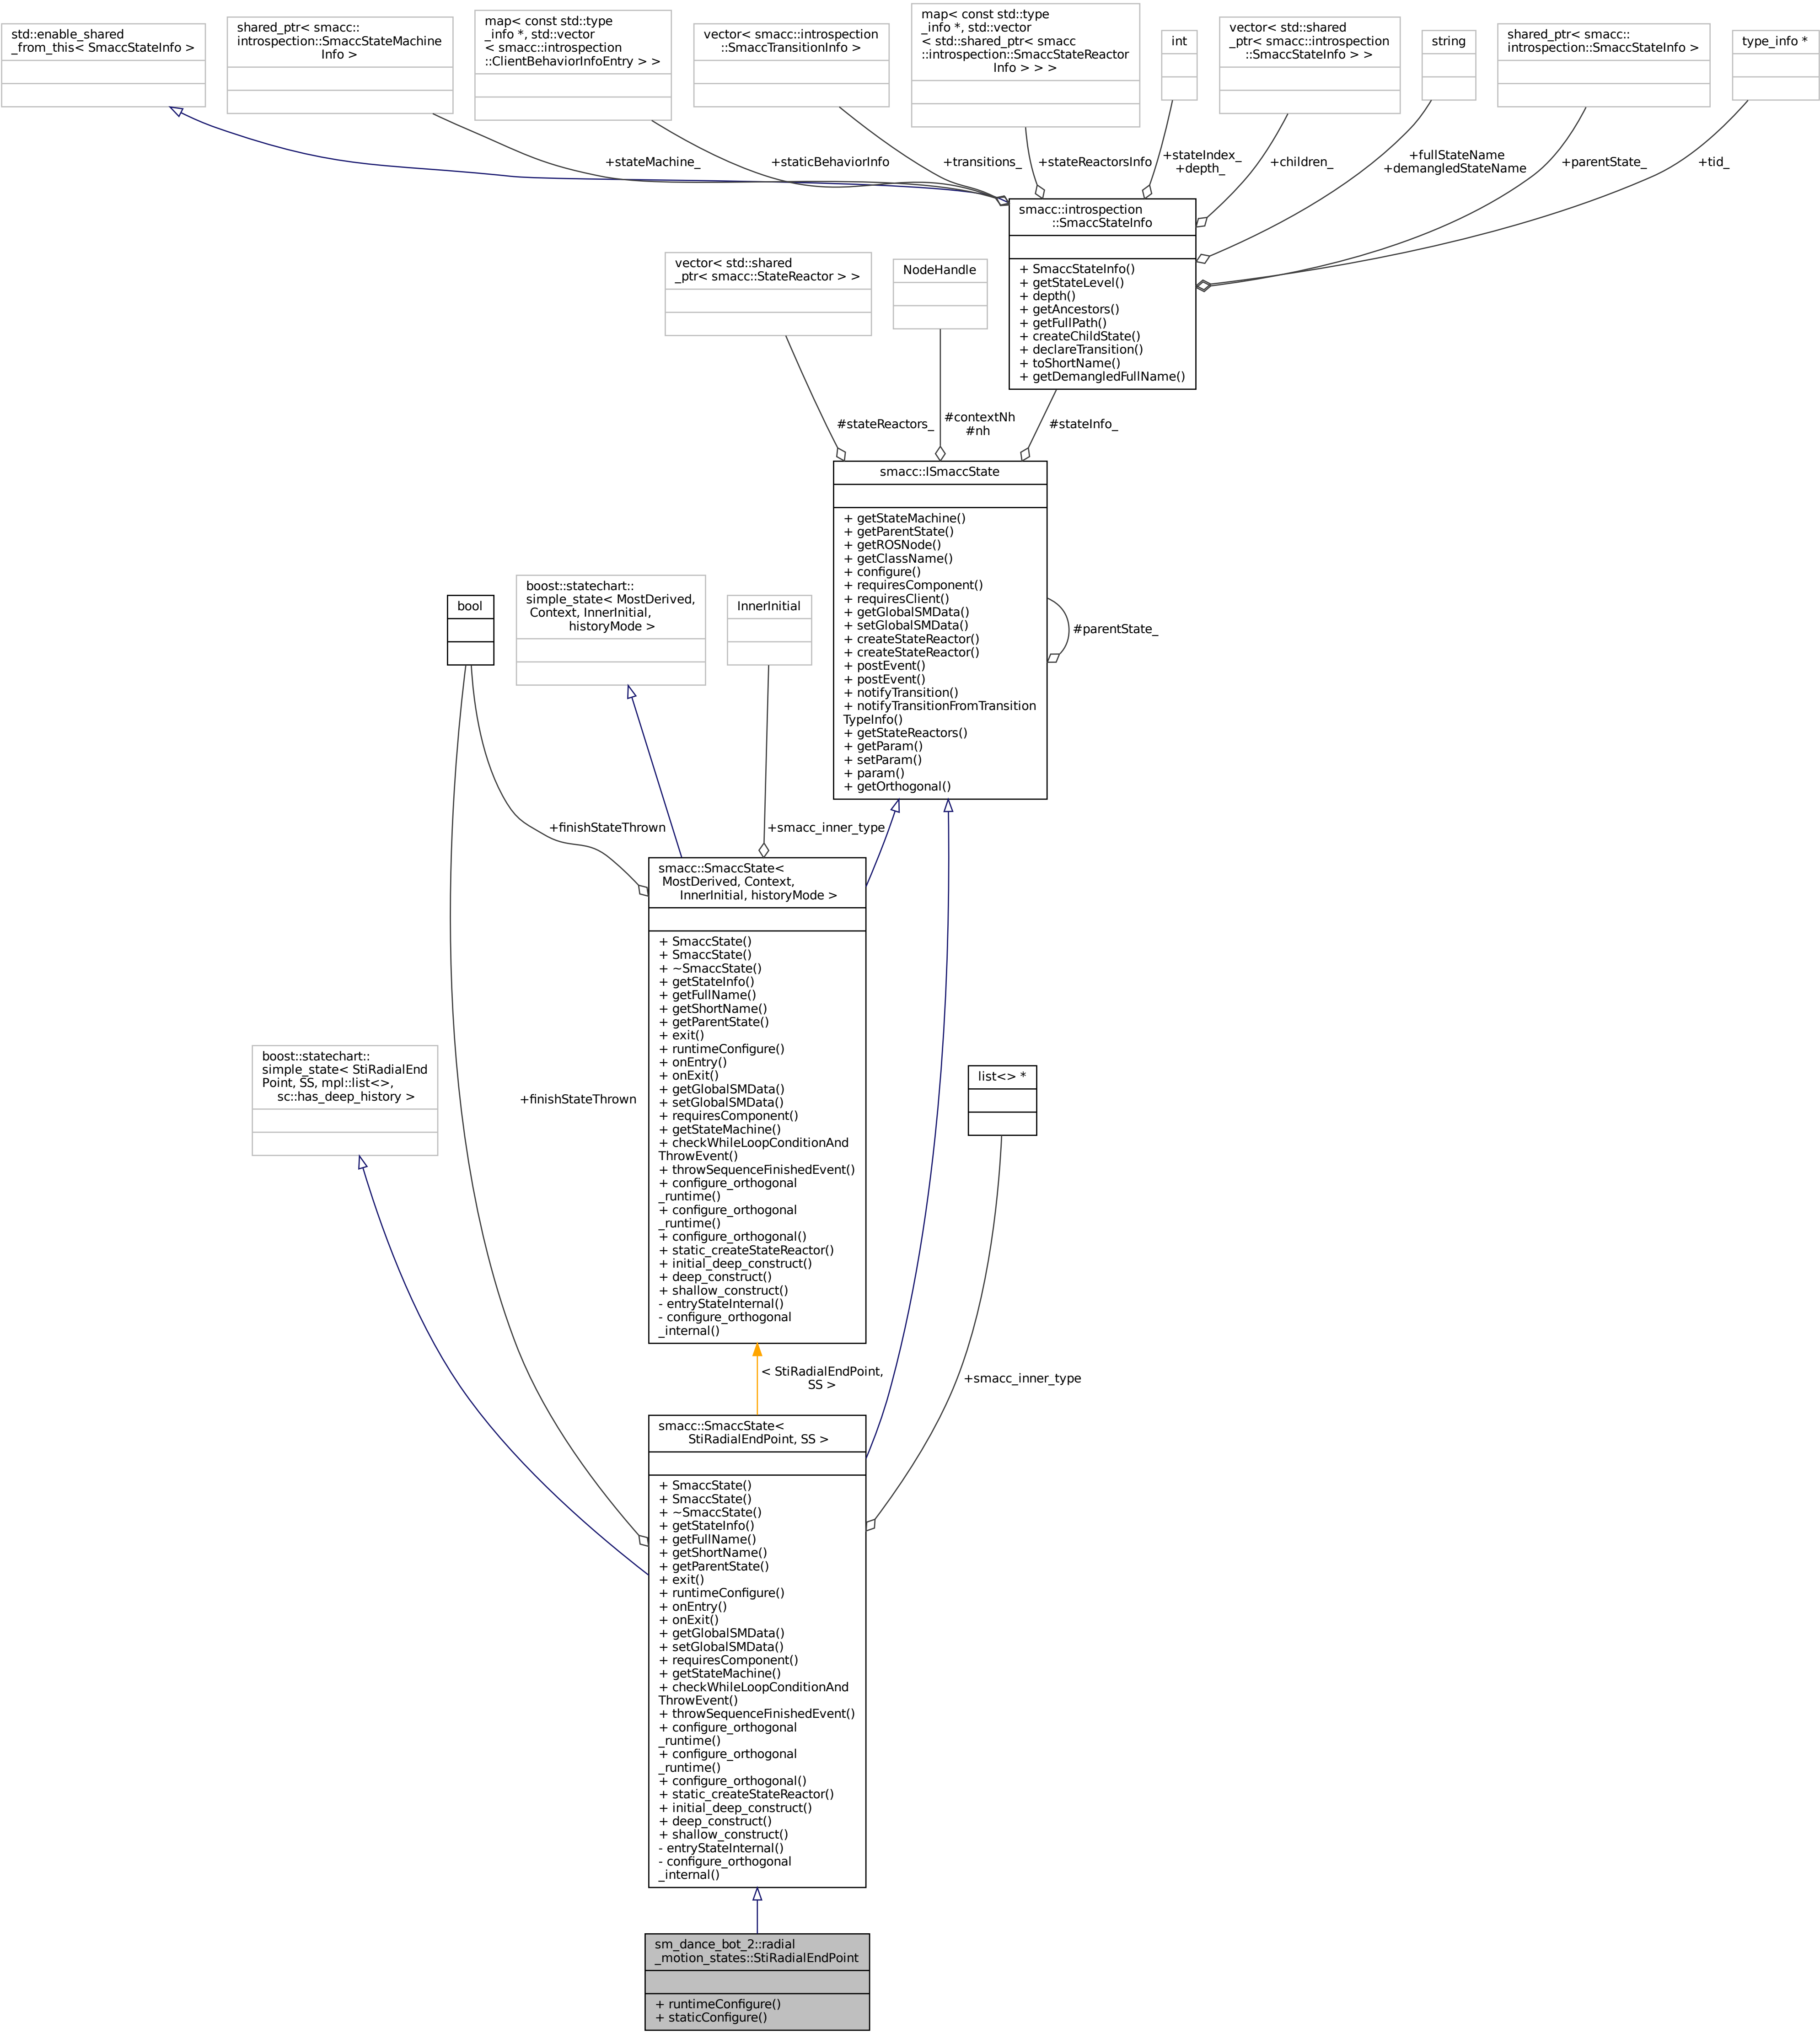 std::enable_shared
_from_this< SmaccStateInfo >
shared_ptr< smacc::
introspection::SmaccStateMachine
Info >
map< const std::type
_info *, std::vector
< smacc::introspection
::ClientBehaviorInfoEntry > >
vector< smacc::introspection
::SmaccTransitionInfo >
map< const std::type
_info *, std::vector
< std::shared_ptr< smacc
::introspection::SmaccStateReactor
Info > > >
int
vector< std::shared
_ptr< smacc::introspection
::SmaccStateInfo > >
string
shared_ptr< smacc::
introspection::SmaccStateInfo >
type_info *
+stateMachine_
+staticBehaviorInfo
+transitions_
+stateReactorsInfo
+stateIndex_
+depth_
+children_
+fullStateName
+demangledStateName
+parentState_
+tid_
smacc::introspection
::SmaccStateInfo
+ SmaccStateInfo()
+ getStateLevel()
+ depth()
+ getAncestors()
+ getFullPath()
+ createChildState()
+ declareTransition()
+ toShortName()
+ getDemangledFullName()
vector< std::shared
_ptr< smacc::StateReactor > >
NodeHandle
#stateReactors_
#contextNh
#nh
#stateInfo_
smacc::ISmaccState
+ getStateMachine()
+ getParentState()
+ getROSNode()
+ getClassName()
+ configure()
+ requiresComponent()
+ requiresClient()
+ getGlobalSMData()
+ setGlobalSMData()
+ createStateReactor()
+ createStateReactor()
+ postEvent()
+ postEvent()
+ notifyTransition()
+ notifyTransitionFromTransition
TypeInfo()
+ getStateReactors()
+ getParam()
+ setParam()
+ param()
+ getOrthogonal()
#parentState_
bool
boost::statechart::
simple_state< MostDerived,
Context, InnerInitial,
historyMode >
InnerInitial
+finishStateThrown
+smacc_inner_type
smacc::SmaccState<
MostDerived, Context,
InnerInitial, historyMode >
+ SmaccState()
+ SmaccState()
+ ~SmaccState()
+ getStateInfo()
+ getFullName()
+ getShortName()
+ getParentState()
+ exit()
+ runtimeConfigure()
+ onEntry()
+ onExit()
+ getGlobalSMData()
+ setGlobalSMData()
+ requiresComponent()
+ getStateMachine()
+ checkWhileLoopConditionAnd
ThrowEvent()
+ throwSequenceFinishedEvent()
+ configure_orthogonal
_runtime()
+ configure_orthogonal
_runtime()
+ configure_orthogonal()
+ static_createStateReactor()
+ initial_deep_construct()
+ deep_construct()
+ shallow_construct()
- entryStateInternal()
- configure_orthogonal
_internal()
boost::statechart::
simple_state< StiRadialEnd
Point, SS, mpl::list<>,
sc::has_deep_history >
+finishStateThrown
list<> *
< StiRadialEndPoint,
SS >
+smacc_inner_type
smacc::SmaccState<
StiRadialEndPoint, SS >
+ SmaccState()
+ SmaccState()
+ ~SmaccState()
+ getStateInfo()
+ getFullName()
+ getShortName()
+ getParentState()
+ exit()
+ runtimeConfigure()
+ onEntry()
+ onExit()
+ getGlobalSMData()
+ setGlobalSMData()
+ requiresComponent()
+ getStateMachine()
+ checkWhileLoopConditionAnd
ThrowEvent()
+ throwSequenceFinishedEvent()
+ configure_orthogonal
_runtime()
+ configure_orthogonal
_runtime()
+ configure_orthogonal()
+ static_createStateReactor()
+ initial_deep_construct()
+ deep_construct()
+ shallow_construct()
- entryStateInternal()
- configure_orthogonal
_internal()
sm_dance_bot_2::radial
_motion_states::StiRadialEndPoint
+ runtimeConfigure()
+ staticConfigure()